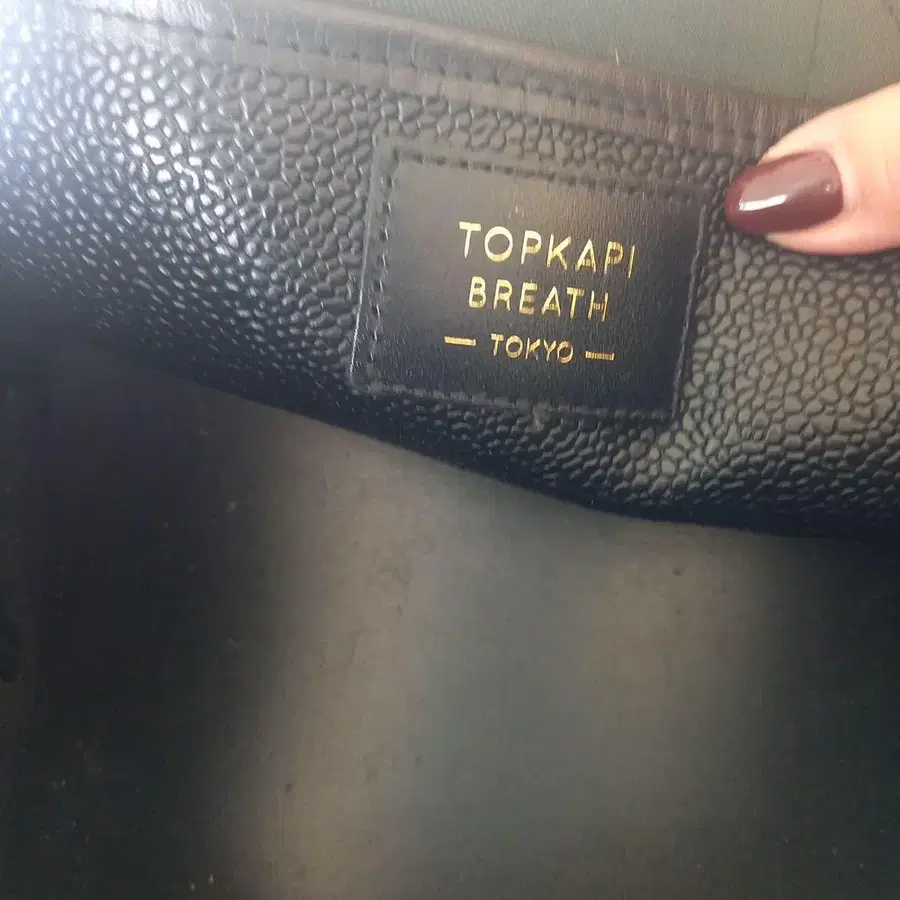 TOPKAPI
BREATH
— TOKYO —